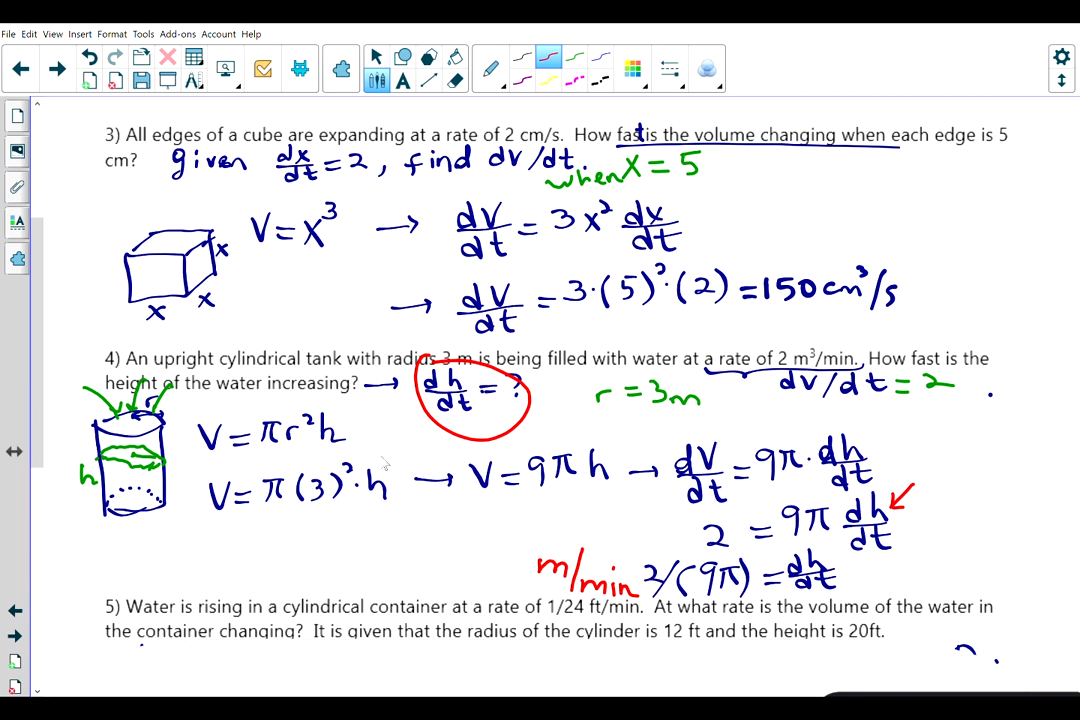 File Edit View Insert Format Tools Add-ons Account Help
3) All edges of a cube are expanding at a rate of 2 cm/s. How fast is the volume changing when each edge is 5
cm?
given dx/dt = 2, find dv/dt.
when x = 5
V = x³ → dV/dt = 3x² dx/dt
x
x
x
→ dV/dt = 3·(5)²·(2) = 150 cm³/s
4) An upright cylindrical tank with radius 3 m is being filled with water at a rate of 2 m³/min. How fast is the
height of the water increasing? → dh/dt = ? r = 3m dv/dt = 2
r
h
V = πr²h
V = π(3)²·h → V = 9πh → dV/dt = 9π·dh/dt
2 = 9π dh/dt
m/min 2/(9π) = dh/dt
5) Water is rising in a cylindrical container at a rate of 1/24 ft/min. At what rate is the volume of the water in
the container changing? It is given that the radius of the cylinder is 12 ft and the height is 20ft.